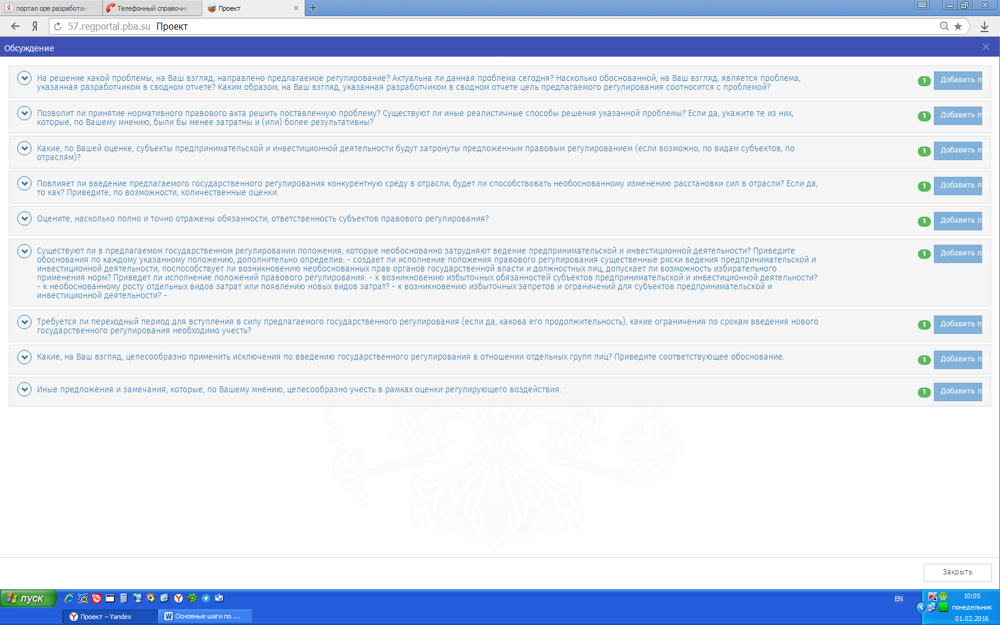 портал орв разработан
Телефонный справочни
Проект
57.regportal.pba.su Проект
Обсуждение
На решение какой проблемы, на Ваш взгляд, направлено предлагаемое регулирование? Актуальна ли данная проблема сегодня? Насколько обоснованной, на Ваш взгляд, является проблема,
указанная разработчиком в сводном отчете? Каким образом, на Ваш взгляд, указанная разработчиком в сводном отчете цель предлагаемого регулирования соотносится с проблемой?
1
Добавить пр
Позволит ли принятие нормативного правового акта решить поставленную проблему? Существуют ли иные реалистичные способы решения указанной проблемы? Если да, укажите те из них,
которые, по Вашему мнению, были бы менее затратны и (или) более результативны?
1
Добавить пр
Какие, по Вашей оценке, субъекты предпринимательской и инвестиционной деятельности будут затронуты предложенным правовым регулированием (если возможно, по видам субъектов, по
отраслям)?
1
Добавить пр
Повлияет ли введение предлагаемого государственного регулирования конкурентную среду в отрасли, будет ли способствовать необоснованному изменению расстановки сил в отрасли? Если да,
то как? Приведите, по возможности, количественные оценки.
1
Добавить пр
Оцените, насколько полно и точно отражены обязанности, ответственность субъектов правового регулирования?
1
Добавить пр
Существуют ли в предлагаемом государственном регулировании положения, которые необоснованно затрудняют ведение предпринимательской и инвестиционной деятельности? Приведите
обоснования по каждому указанному положению, дополнительно определив: - создает ли исполнение положения правового регулирования существенные риски ведения предпринимательской и
инвестиционной деятельности, поспособствует ли возникновению необоснованных прав органов государственной власти и должностных лиц, допускает ли возможность избирательного
применения норм? Приведет ли исполнение положений правового регулирования: - к возникновению избыточных обязанностей субъектов предпринимательской и инвестиционной деятельности?
- к необоснованному росту отдельных видов затрат или появлению новых видов затрат? - к возникновению избыточных запретов и ограничений для субъектов предпринимательской и
инвестиционной деятельности? -
1
Добавить пр
Требуется ли переходный период для вступления в силу предлагаемого государственного регулирования (если да, какова его продолжительность), какие ограничения по срокам введения нового
государственного регулирования необходимо учесть?
1
Добавить пр
Какие, на Ваш взгляд, целесообразно применить исключения по введению государственного регулирования в отношении отдельных групп лиц? Приведите соответствующее обоснование.
1
Добавить пр
Иные предложения и замечания, которые, по Вашему мнению, целесообразно учесть в рамках оценки регулирующего воздействия.
1
Добавить пр
Закрыть
пуск
EN
10:05
понедельник
01.02.2016
Проект – Yandex
Основные шаги по ...